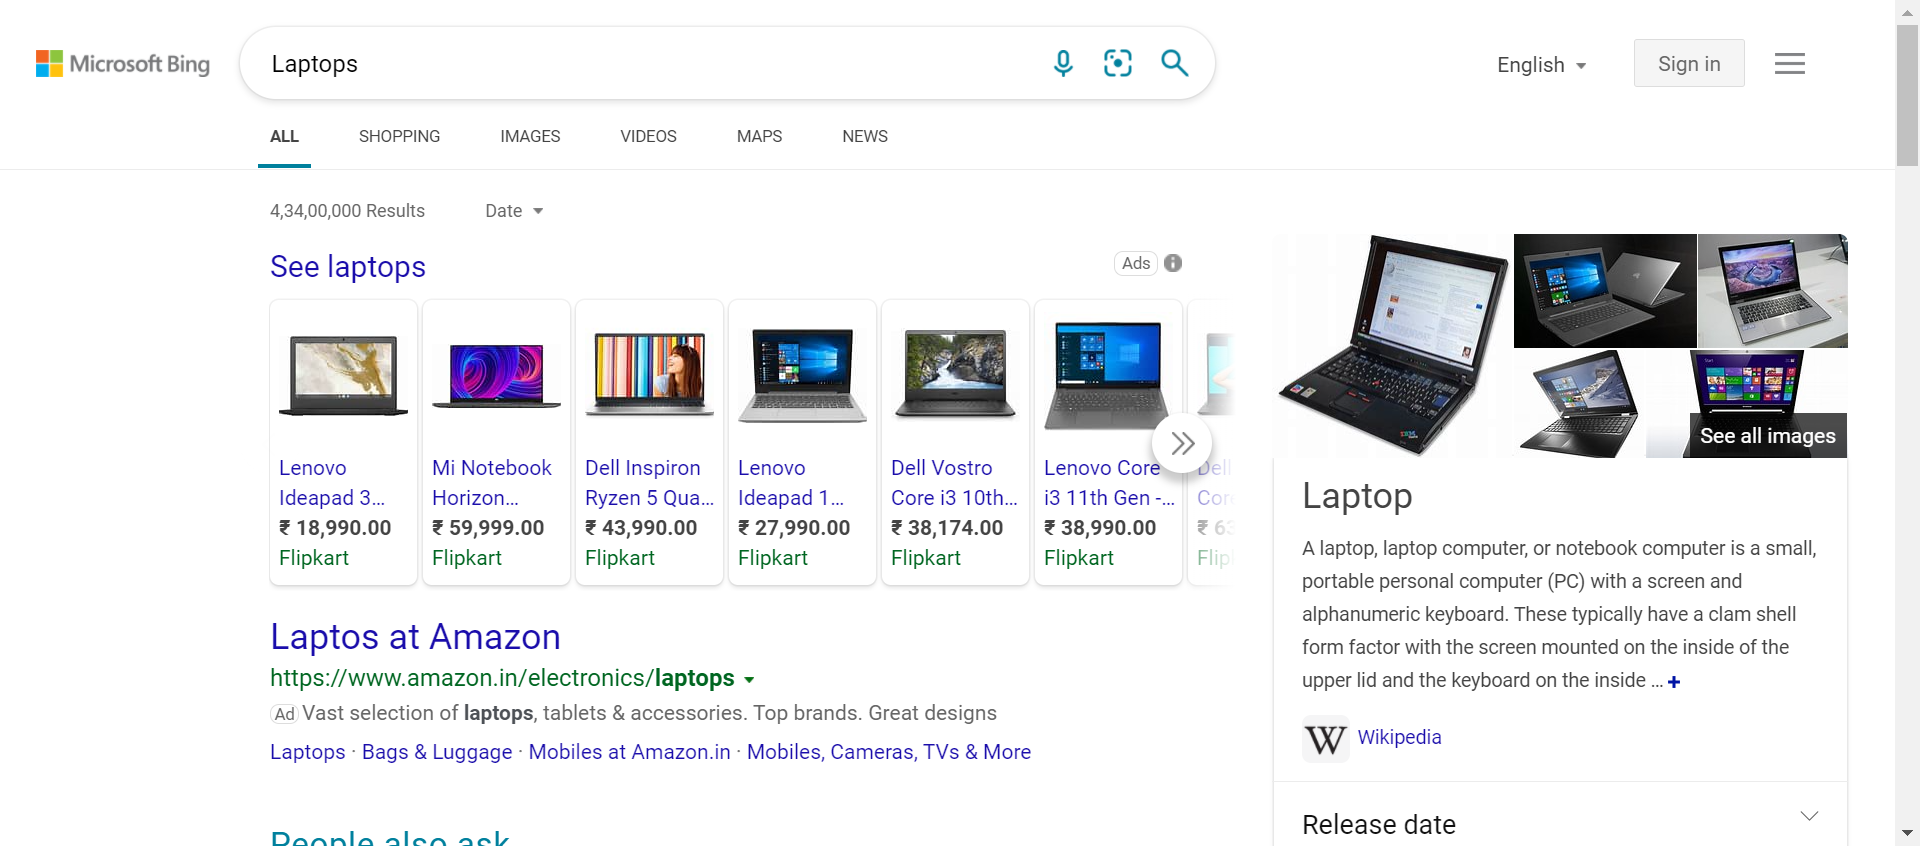 Microsoft Bing
Laptops
English
Sign in
ALL SHOPPING IMAGES VIDEOS MAPS NEWS
4,34,00,000 Results Date
See laptops
Ads
Lenovo
Ideapad 3...
₹ 18,990.00
Flipkart
Mi Notebook
Horizon...
₹ 59,999.00
Flipkart
Dell Inspiron
Ryzen 5 Qua...
₹ 43,990.00
Flipkart
Lenovo
Ideapad 1...
₹ 27,990.00
Flipkart
Dell Vostro
Core i3 10th...
₹ 38,174.00
Flipkart
Lenovo Core
i3 11th Gen -...
₹ 38,990.00
Flipkart
Dell
Laptos at Amazon
https://www.amazon.in/electronics/laptops
Ad Vast selection of laptops, tablets & accessories. Top brands. Great designs
Laptops · Bags & Luggage · Mobiles at Amazon.in · Mobiles, Cameras, TVs & More
People also ask
See all images
Laptop
A laptop, laptop computer, or notebook computer is a small,
portable personal computer (PC) with a screen and
alphanumeric keyboard. These typically have a clam shell
form factor with the screen mounted on the inside of the
upper lid and the keyboard on the inside ... +
W Wikipedia
Release date